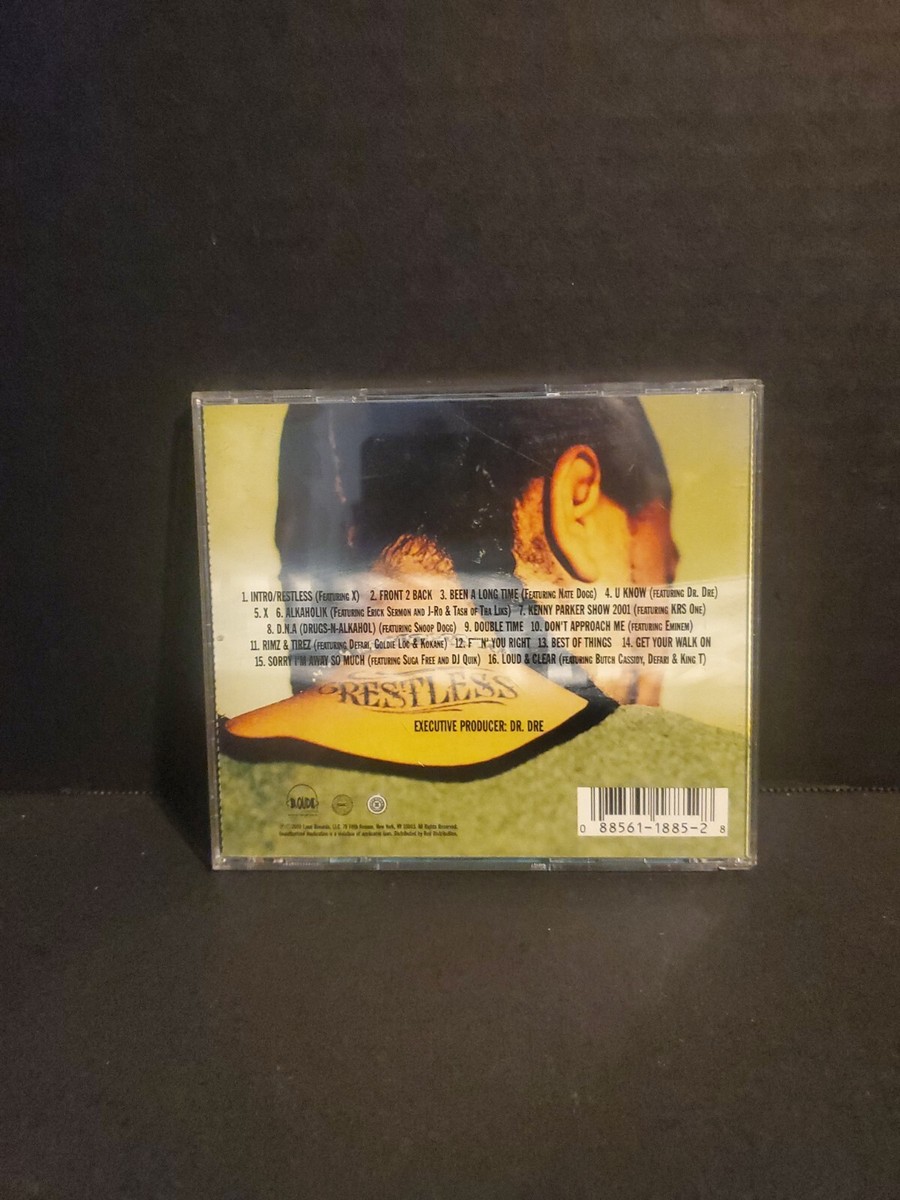 1. INTRO/RESTLESS (FEATURING X) 2. FRONT 2 BACK 3. BEEN A LONG TIME (FEATURING NATE DOGG) 4. U KNOW (FEATURING DR. DRE)
5. X 6. ALKAHOLIK (FEATURING ERICK SERMON AND J-RO & TASH OF THA LIKS) 7. KENNY PARKER SHOW 2001 (FEATURING KRS ONE)
8. D.N.A (DRUGS-N-ALKAHOL) (FEATURING SNOOP DOGG) 9. DOUBLE TIME 10. DON'T APPROACH ME (FEATURING EMINEM)
11. RIMZ & TIREZ (FEATURING DEFARI, GOLDIE LOC & KOKANE) 12. F**N' YOU RIGHT 13. BEST OF THINGS 14. GET YOUR WALK ON
15. SORRY I'M AWAY SO MUCH (FEATURING SUGA FREE AND DJ QUIK) 16. LOUD & CLEAR (FEATURING BUTCH CASSIDY, DEFARI & KING T)
RESTLESS
EXECUTIVE PRODUCER: DR. DRE
LOUD
0 88561-1885-2 8